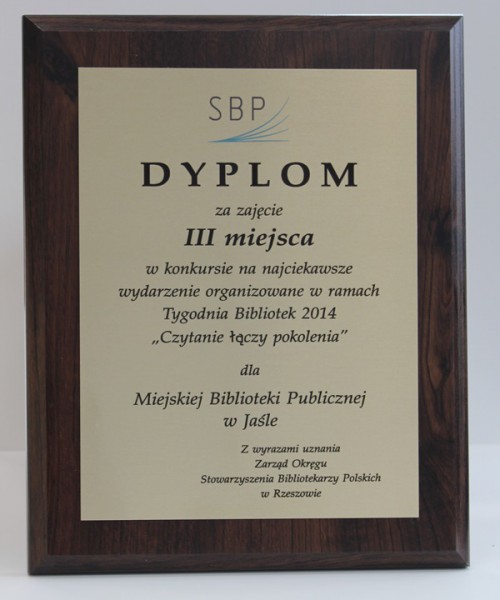 SBP
DYPLOM
za zajęcie
III miejsca
w konkursie na najciekawsze
wydarzenie organizowane w ramach
Tygodnia Bibliotek 2014
„Czytanie łączy pokolenia”
dla
Miejskiej Biblioteki Publicznej
w Jaśle
Z wyrazami uznania
Zarząd Okręgu
Stowarzyszenia Bibliotekarzy Polskich
w Rzeszowie